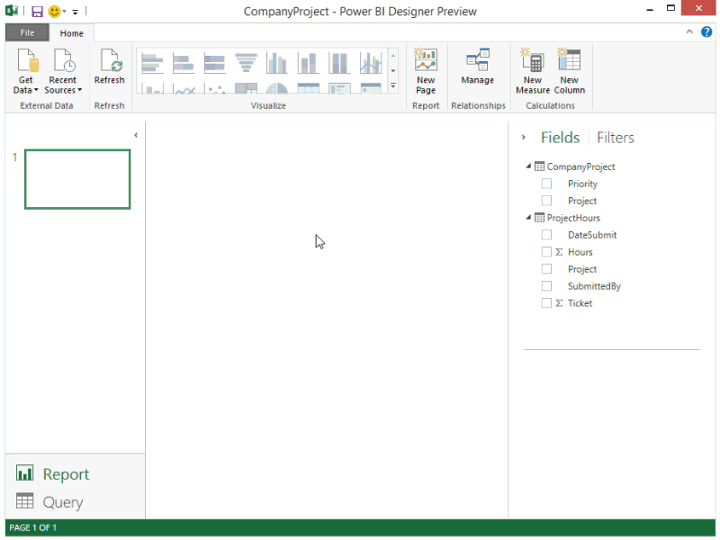 CompanyProject - Power BI Designer Preview
File Home
Get Data Recent Sources Refresh New Page Manage New Measure New Column
External Data Refresh Visualize Report Relationships Calculations
1
Fields Filters
CompanyProject
Priority
Project
ProjectHours
DateSubmit
Σ Hours
Project
SubmittedBy
Σ Ticket
Report
Query
PAGE 1 OF 1